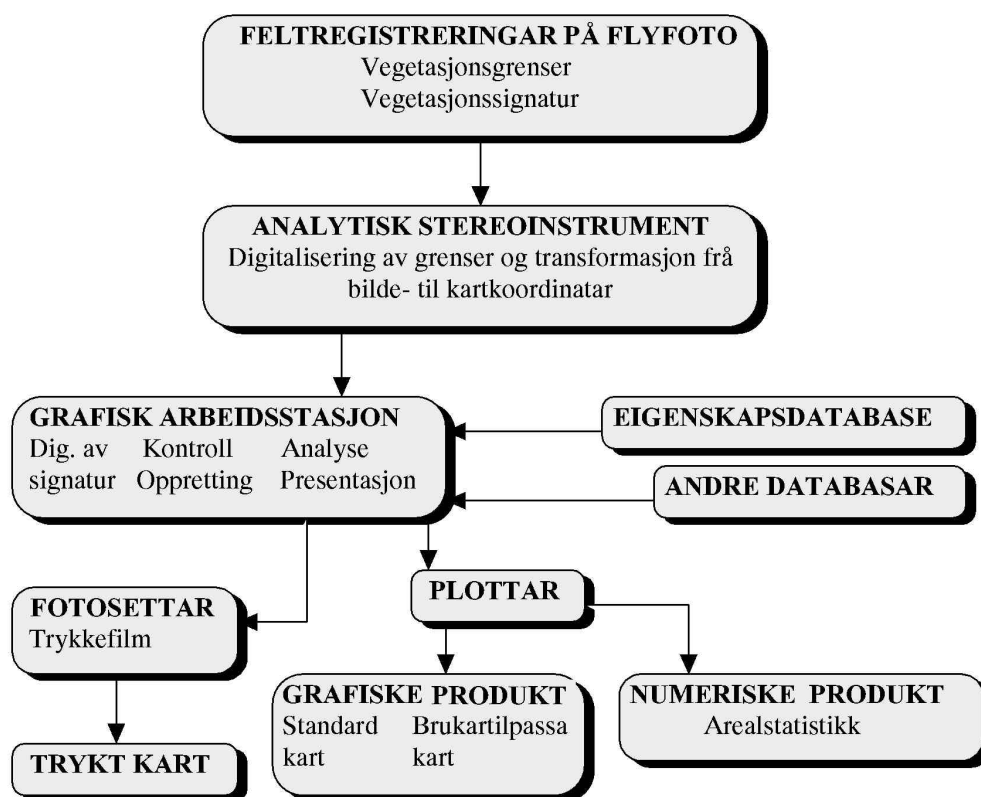 FELTREGISTRERINGAR PÅ FLYFOTO
Vegetasjonsgrenser
Vegetasjonssignatur
ANALYTISK STEREOINSTRUMENT
Digitalisering av grenser og transformasjon frå
bilde- til kartkoordinatar
GRAFISK ARBEIDSSTASJON
Dig. av Kontroll Analyse
signatur Oppretting Presentasjon
EIGENSKAPSDATABASE
ANDRE DATABASAR
PLOTTAR
FOTOSETTAR
Trykkefilm
GRAFISKE PRODUKT
Standard Brukartilpassa
kart kart
NUMERISKE PRODUKT
Arealstatistikk
TRYKT KART